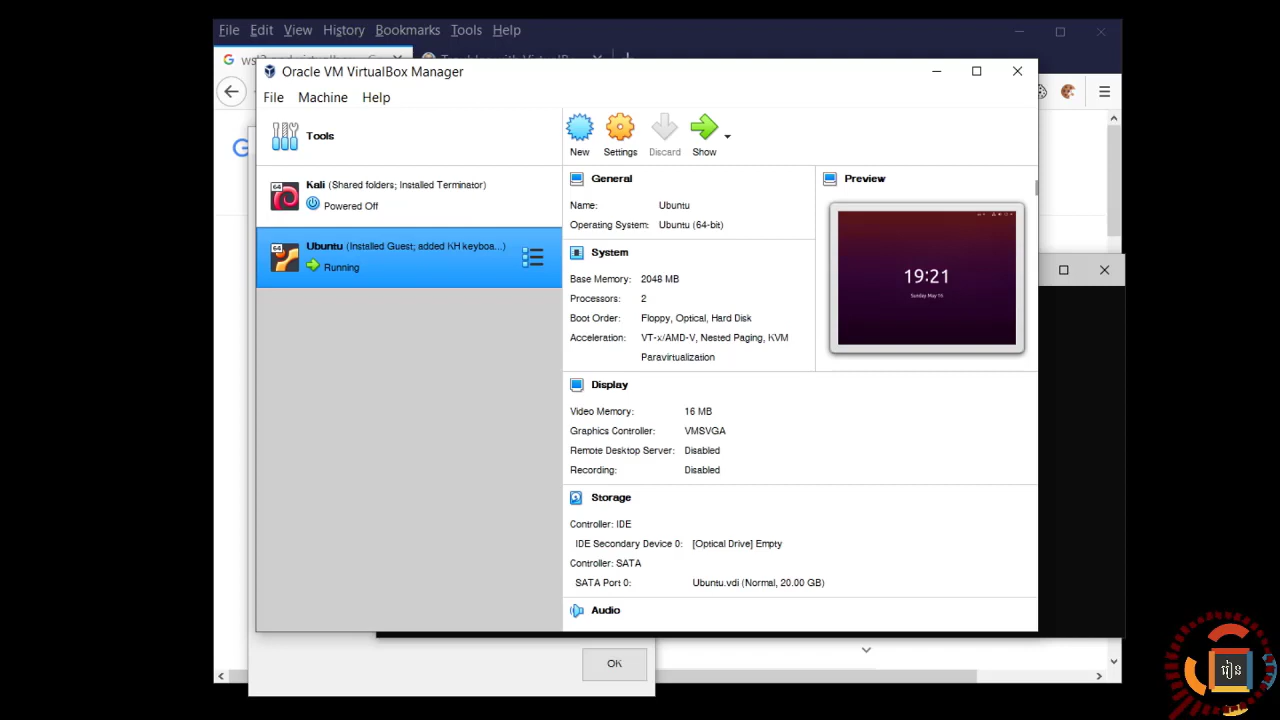 File Edit View History Bookmarks Tools Help
Oracle VM VirtualBox Manager
File Machine Help
Tools
New Settings Discard Show
64 Kali (Shared folders; Installed Terminator)
Powered Off
64 Ubuntu (Installed Guest; added KH keyboa...)
Running
General
Name: Ubuntu
Operating System: Ubuntu (64-bit)
Preview
19:21
System
Base Memory: 2048 MB
Processors: 2
Boot Order: Floppy, Optical, Hard Disk
Acceleration: VT-x/AMD-V, Nested Paging, KVM
Paravirtualization
Display
Video Memory: 16 MB
Graphics Controller: VMSVGA
Remote Desktop Server: Disabled
Recording: Disabled
Storage
Controller: IDE
IDE Secondary Device 0: [Optical Drive] Empty
Controller: SATA
SATA Port 0: Ubuntu.vdi (Normal, 20.00 GB)
Audio
OK